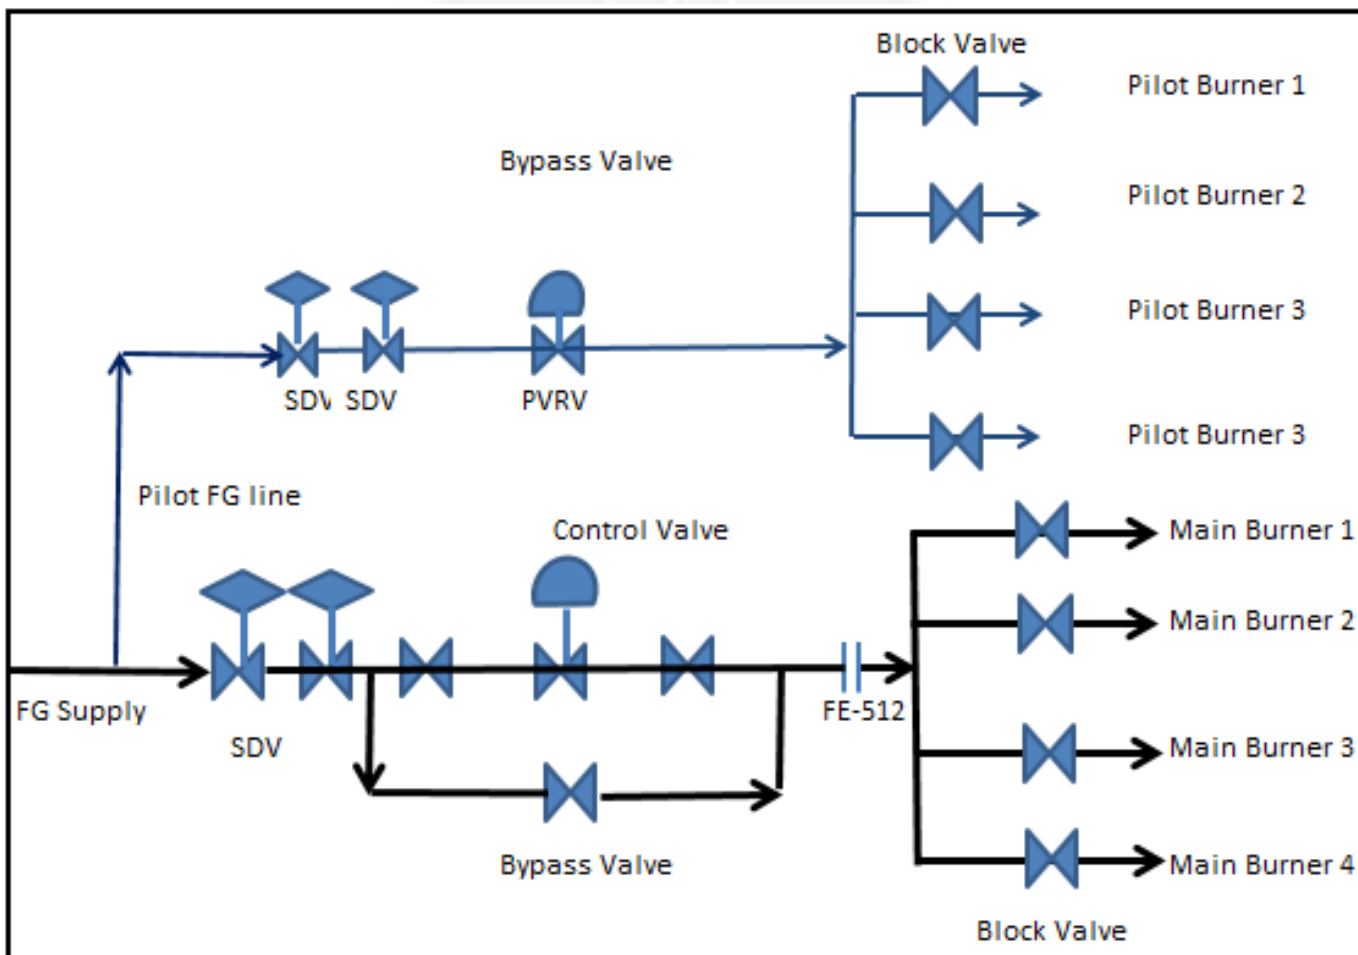 Block Valve
Pilot Burner 1
Bypass Valve
Pilot Burner 2
Pilot Burner 3
SDV SDV
PVRV
Pilot Burner 3
Pilot FG line
Control Valve
Main Burner 1
Main Burner 2
FG Supply
SDV
FE-512
Main Burner 3
Bypass Valve
Main Burner 4
Block Valve